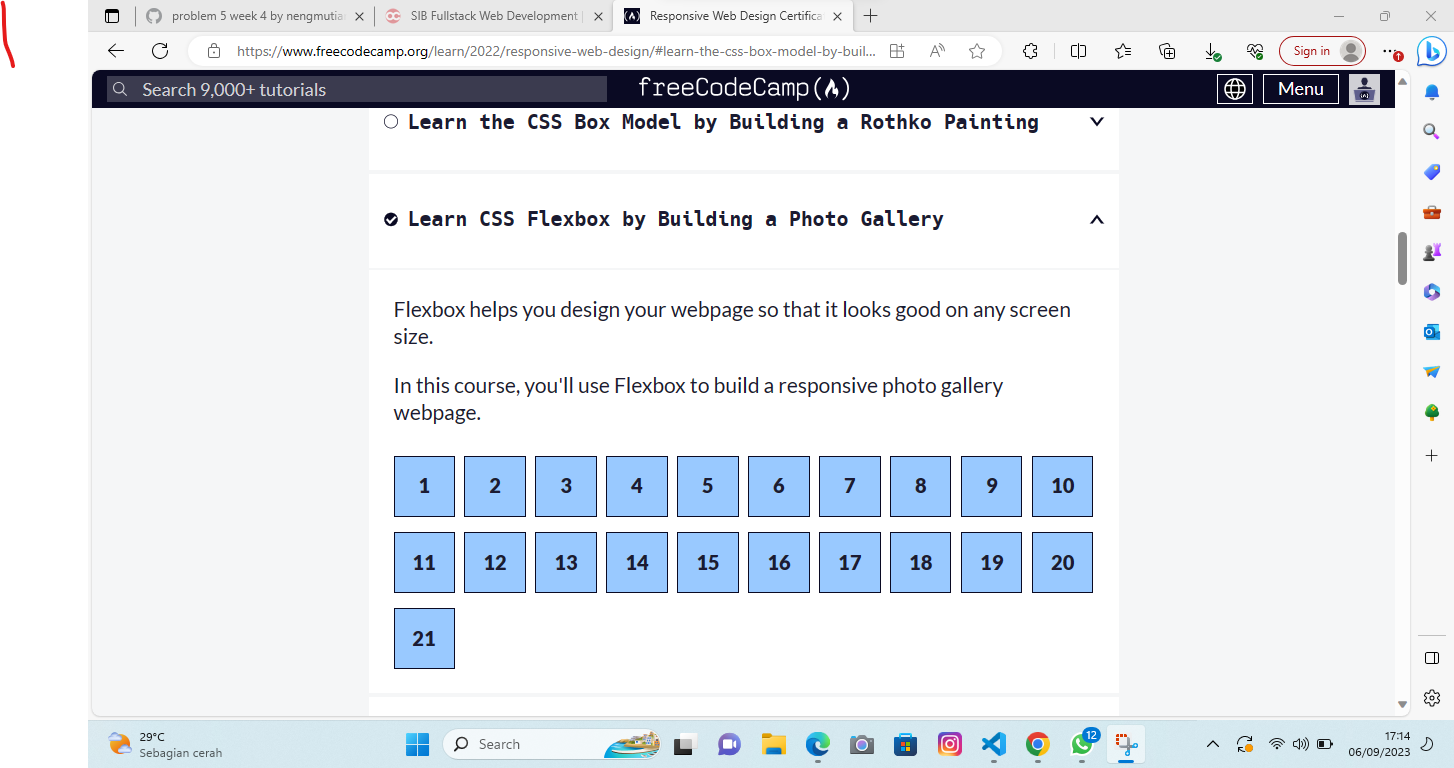 problem 5 week 4 by nengmutia
SIB Fullstack Web Development
Responsive Web Design Certifica
https://www.freecodecamp.org/learn/2022/responsive-web-design/#learn-the-css-box-model-by-buil...
Sign in
Search 9,000+ tutorials
freeCodeCamp
Menu
Learn the CSS Box Model by Building a Rothko Painting
Learn CSS Flexbox by Building a Photo Gallery
Flexbox helps you design your webpage so that it looks good on any screen
size.
In this course, you'll use Flexbox to build a responsive photo gallery
webpage.
1 2 3 4 5 6 7 8 9 10
11 12 13 14 15 16 17 18 19 20
21
29°C
Sebagian cerah
Search
12
17:14
06/09/2023